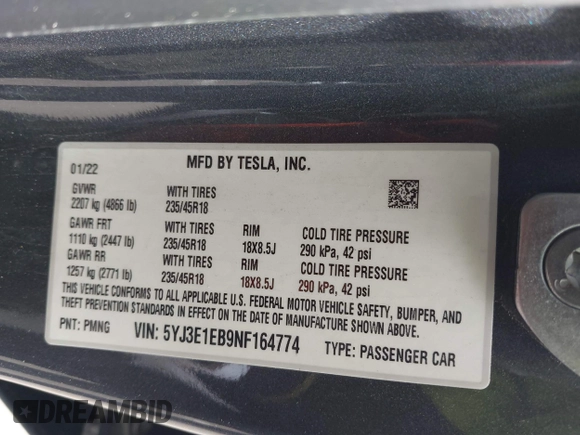 MFD BY TESLA, INC.
01/22
GVWR WITH TIRES
2207 kg (4866 lb) 235/45R18
GAWR FRT WITH TIRES RIM COLD TIRE PRESSURE
1110 kg (2447 lb) 235/45R18 18X8.5J 290 kPa, 42 psi
GAWR RR WITH TIRES RIM COLD TIRE PRESSURE
1257 kg (2771 lb) 235/45R18 18X8.5J 290 kPa, 42 psi
THIS VEHICLE CONFORMS TO ALL APPLICABLE U.S. FEDERAL MOTOR VEHICLE SAFETY, BUMPER, AND
THEFT PREVENTION STANDARDS IN EFFECT ON THE DATE OF MANUFACTURE SHOWN ABOVE.
PNT: PMNG VIN: 5YJ3E1EB9NF164774 TYPE: PASSENGER CAR
DREAMBID